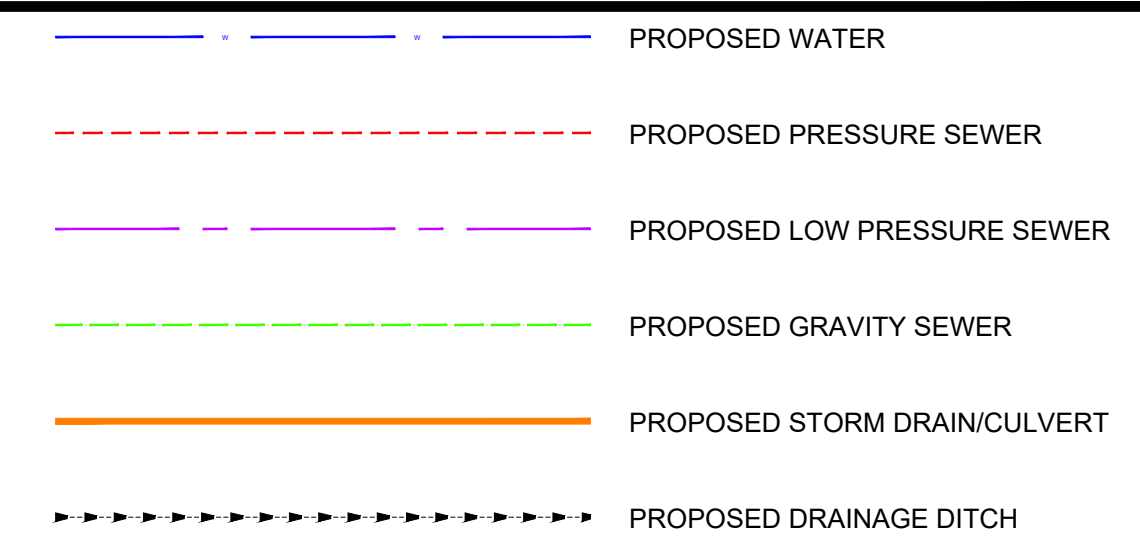 W W PROPOSED WATER
PROPOSED PRESSURE SEWER
PROPOSED LOW PRESSURE SEWER
PROPOSED GRAVITY SEWER
PROPOSED STORM DRAIN/CULVERT
PROPOSED DRAINAGE DITCH